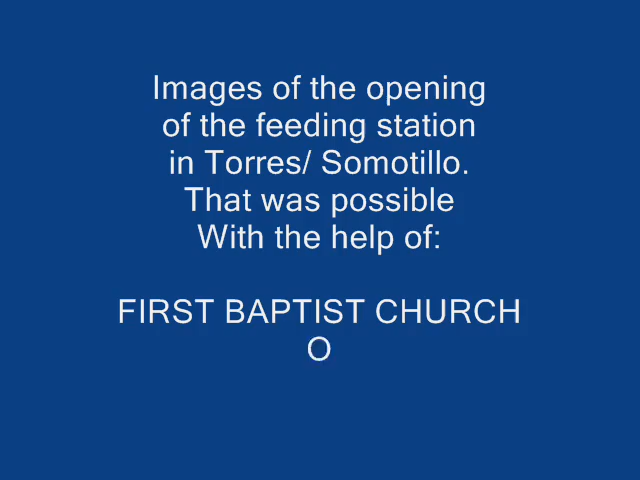 Images of the opening
of the feeding station
in Torres/ Somotillo.
That was possible
With the help of:
FIRST BAPTIST CHURCH
O